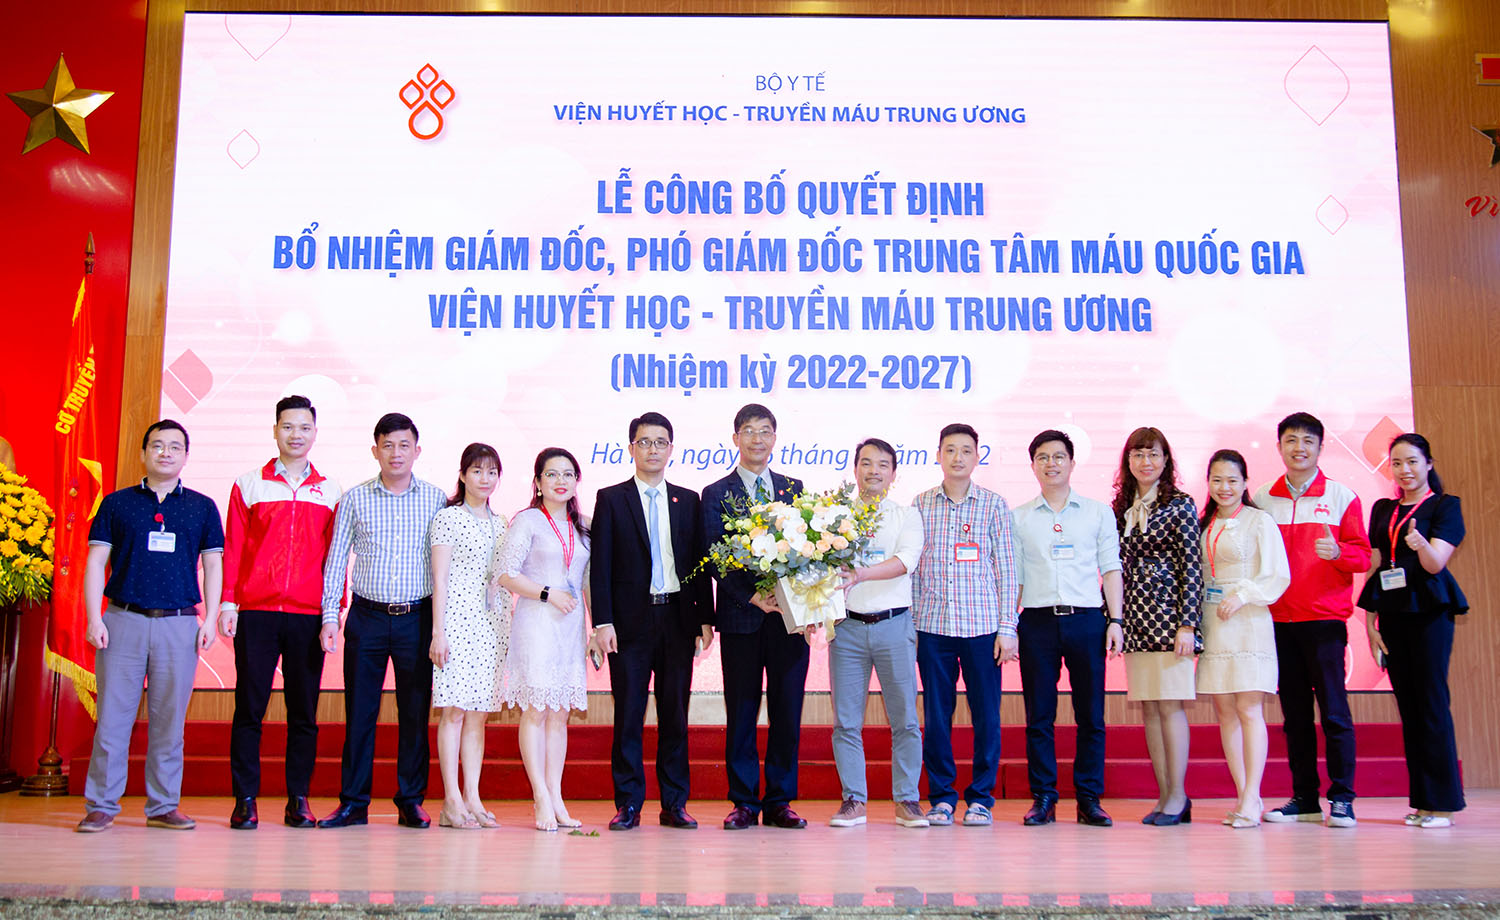 BỘ Y TẾ
VIỆN HUYẾT HỌC - TRUYỀN MÁU TRUNG ƯƠNG
LỄ CÔNG BỐ QUYẾT ĐỊNH
BỔ NHIỆM GIÁM ĐỐC, PHÓ GIÁM ĐỐC TRUNG TÂM MÁU QUỐC GIA
VIỆN HUYẾT HỌC - TRUYỀN MÁU TRUNG ƯƠNG
(Nhiệm kỳ 2022-2027)
Hà ngày tháng
CỜ TRUYỀN